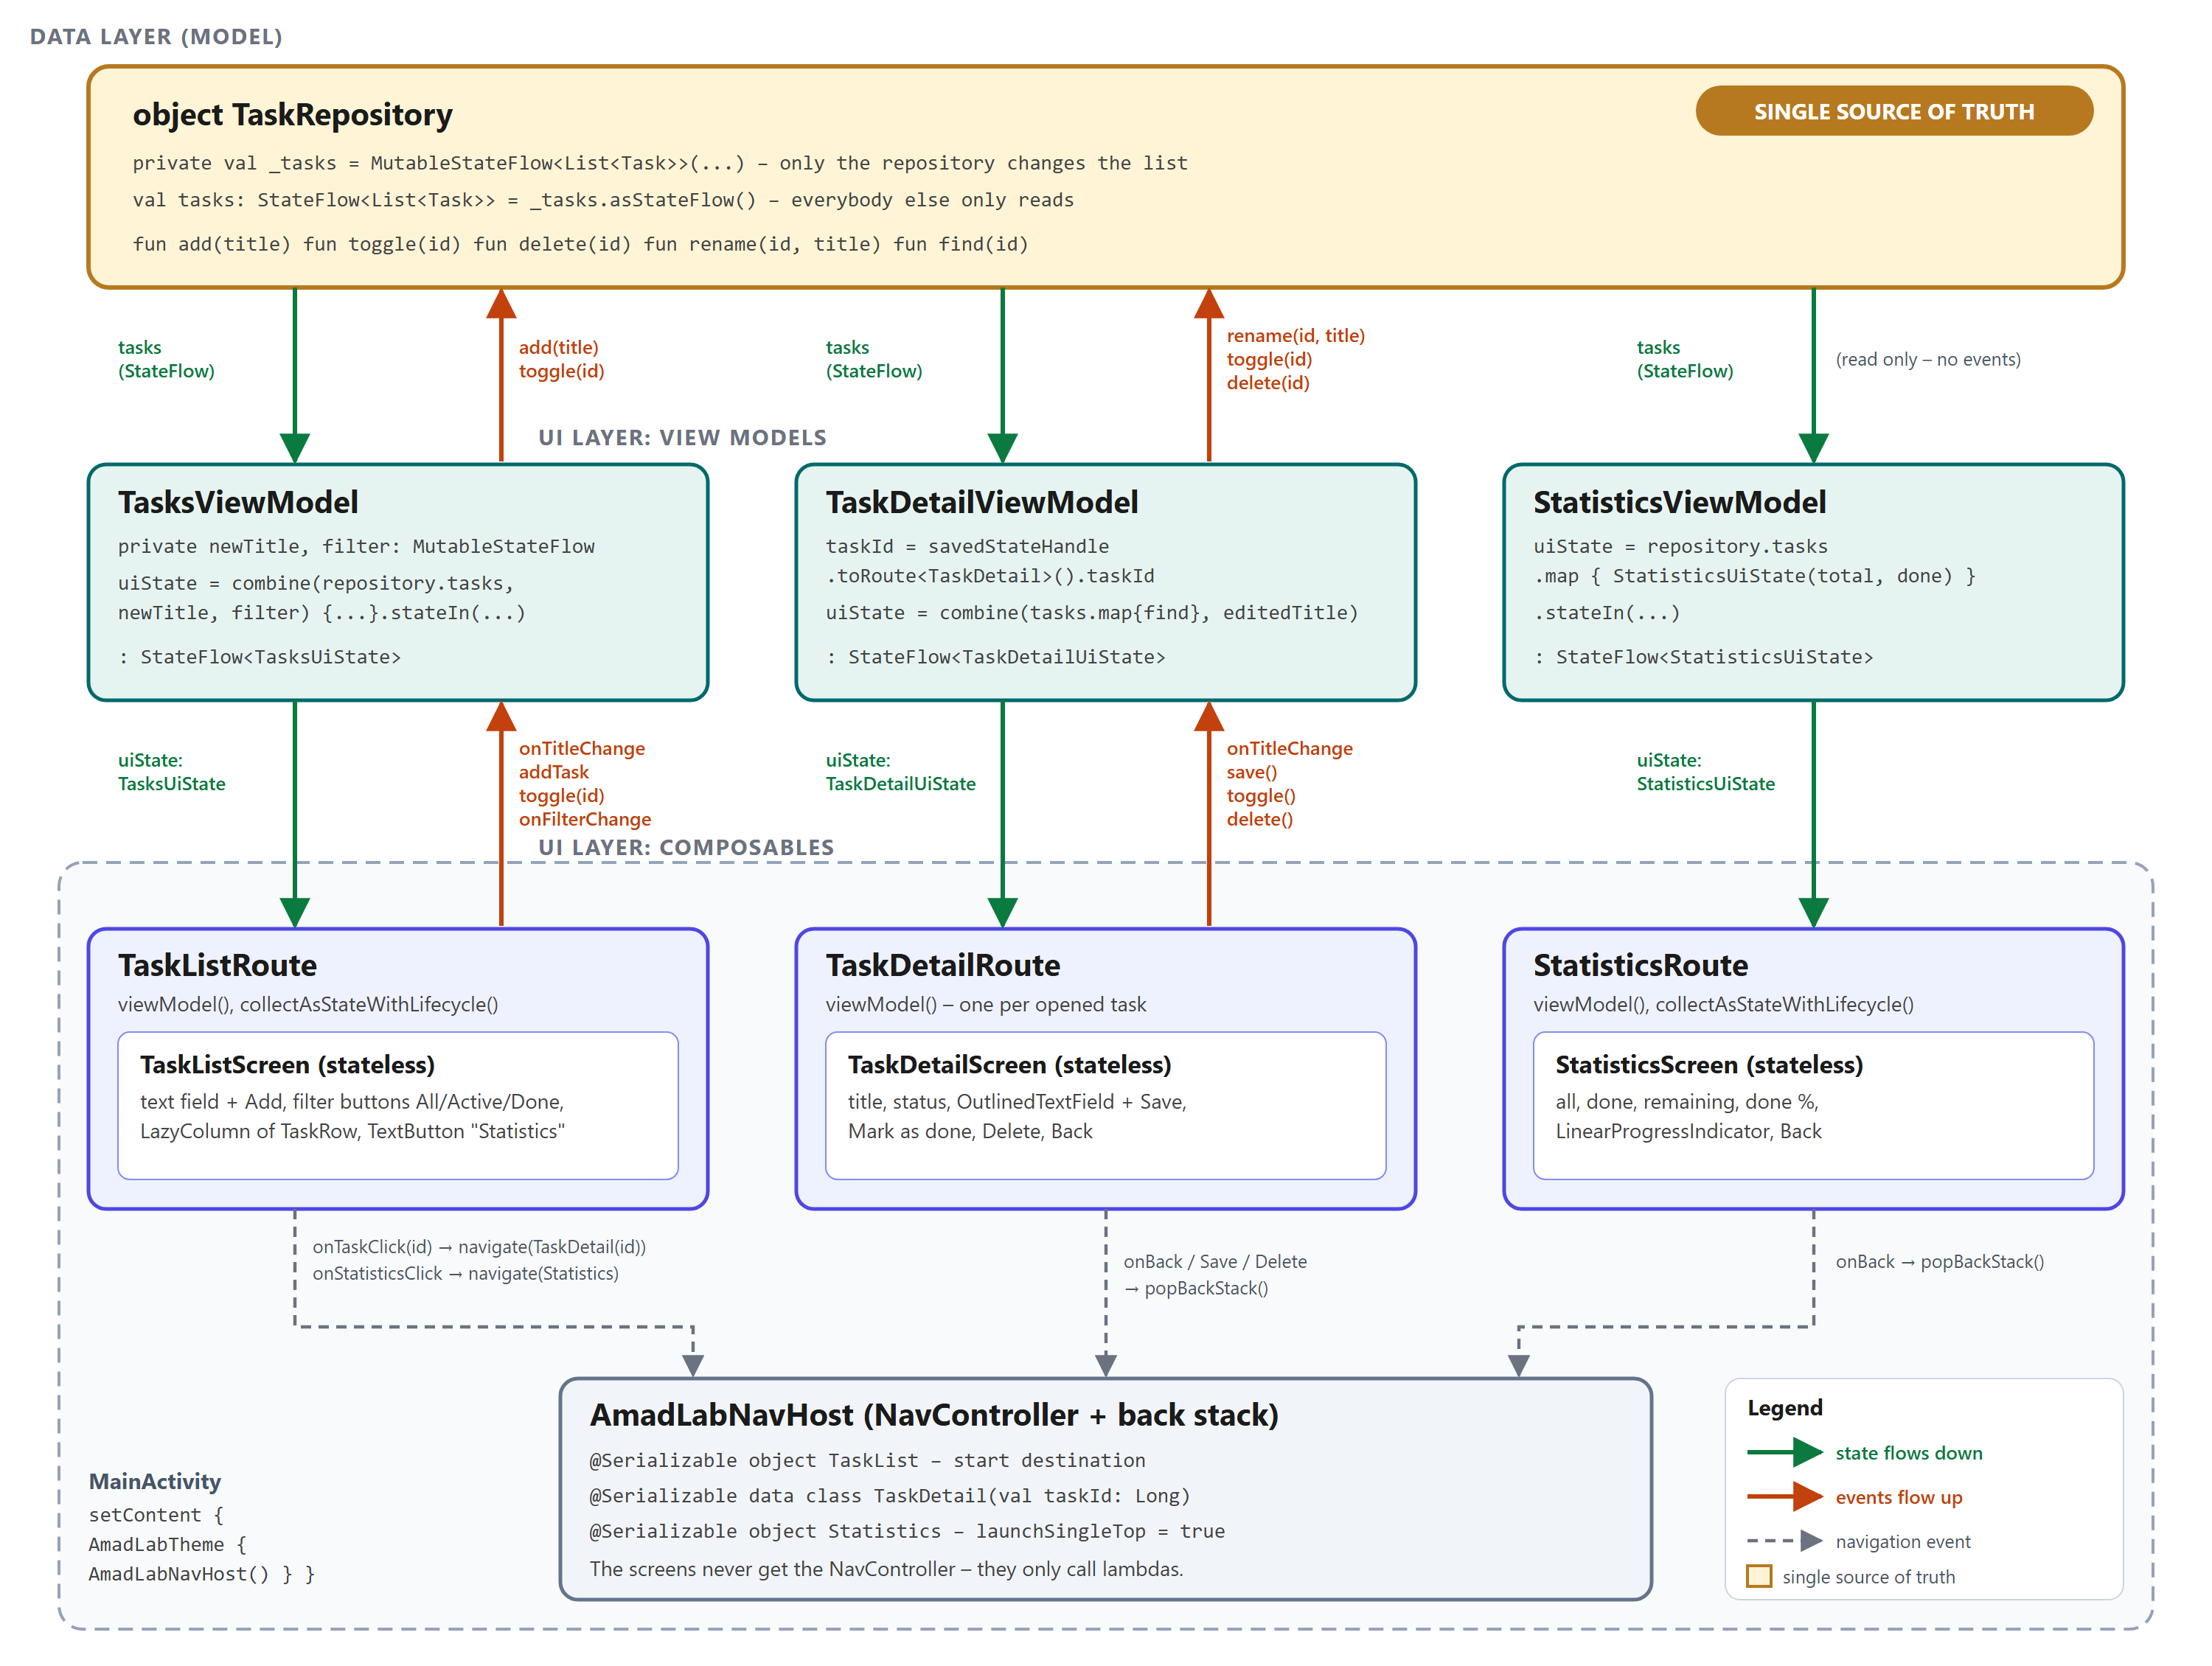 DATA LAYER (MODEL)
object TaskRepository
SINGLE SOURCE OF TRUTH
private val _tasks = MutableStateFlow<List<Task>>(...) – only the repository changes the list
val tasks: StateFlow<List<Task>> = _tasks.asStateFlow() – everybody else only reads
fun add(title) fun toggle(id) fun delete(id) fun rename(id, title) fun find(id)
tasks
(StateFlow)
add(title)
toggle(id)
tasks
(StateFlow)
rename(id, title)
toggle(id)
delete(id)
tasks
(StateFlow)
(read only – no events)
UI LAYER: VIEW MODELS
TasksViewModel
private newTitle, filter: MutableStateFlow
uiState = combine(repository.tasks,
newTitle, filter) {...}.stateIn(...)
: StateFlow<TasksUiState>
TaskDetailViewModel
taskId = savedStateHandle
.toRoute<TaskDetail>().taskId
uiState = combine(tasks.map{find}, editedTitle)
: StateFlow<TaskDetailUiState>
StatisticsViewModel
uiState = repository.tasks
.map { StatisticsUiState(total, done) }
.stateIn(...)
: StateFlow<StatisticsUiState>
uiState:
TasksUiState
onTitleChange
addTask
toggle(id)
onFilterChange
uiState:
TaskDetailUiState
onTitleChange
save()
toggle()
delete()
uiState:
StatisticsUiState
UI LAYER: COMPOSABLES
TaskListRoute
viewModel(), collectAsStateWithLifecycle()
TaskListScreen (stateless)
text field + Add, filter buttons All/Active/Done,
LazyColumn of TaskRow, TextButton "Statistics"
TaskDetailRoute
viewModel() – one per opened task
TaskDetailScreen (stateless)
title, status, OutlinedTextField + Save,
Mark as done, Delete, Back
StatisticsRoute
viewModel(), collectAsStateWithLifecycle()
StatisticsScreen (stateless)
all, done, remaining, done %,
LinearProgressIndicator, Back
onTaskClick(id) → navigate(TaskDetail(id))
onStatisticsClick → navigate(Statistics)
onBack / Save / Delete
→ popBackStack()
onBack → popBackStack()
MainActivity
setContent {
AmadLabTheme {
AmadLabNavHost() } }
AmadLabNavHost (NavController + back stack)
@Serializable object TaskList – start destination
@Serializable data class TaskDetail(val taskId: Long)
@Serializable object Statistics – launchSingleTop = true
The screens never get the NavController – they only call lambdas.
Legend
state flows down
events flow up
navigation event
single source of truth